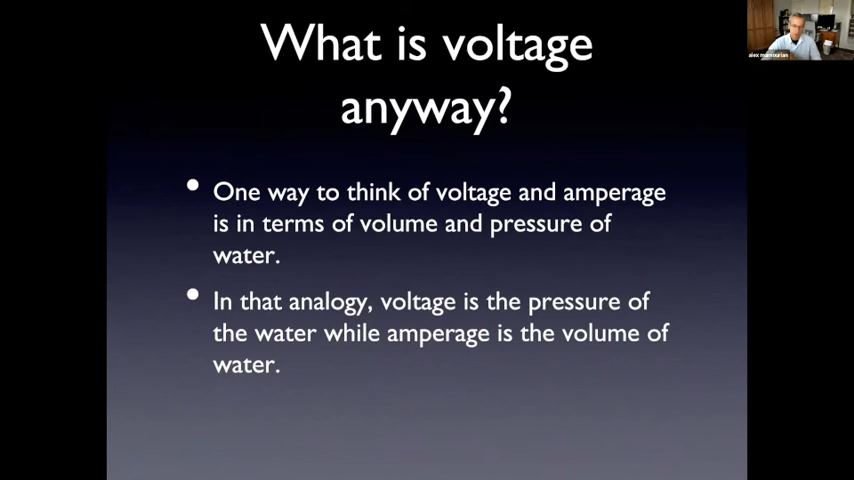 What is voltage
anyway?
• One way to think of voltage and amperage
is in terms of volume and pressure of
water.
• In that analogy, voltage is the pressure of
the water while amperage is the volume of
water.
alex mamourian